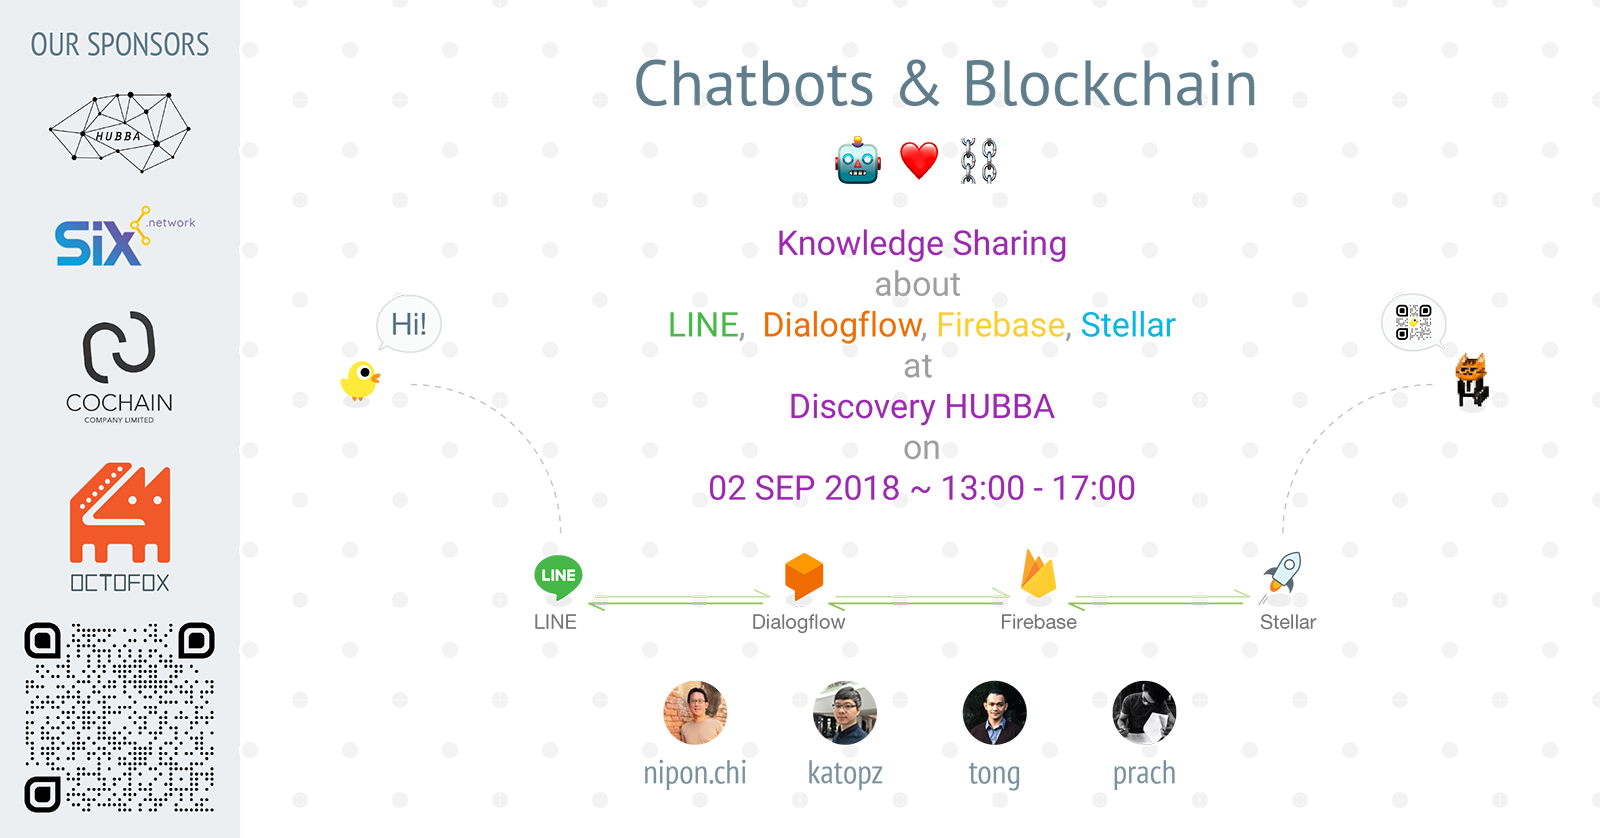 OUR SPONSORS
HUBBA
SiX.network
COCHAIN
COMPANY LIMITED
OCTOFOX
Chatbots & Blockchain
Knowledge Sharing
about
LINE, Dialogflow, Firebase, Stellar
at
Discovery HUBBA
on
02 SEP 2018 ~ 13:00 - 17:00
Hi!
LINE
LINE
Dialogflow
Firebase
Stellar
nipon.chi
katopz
tong
prach